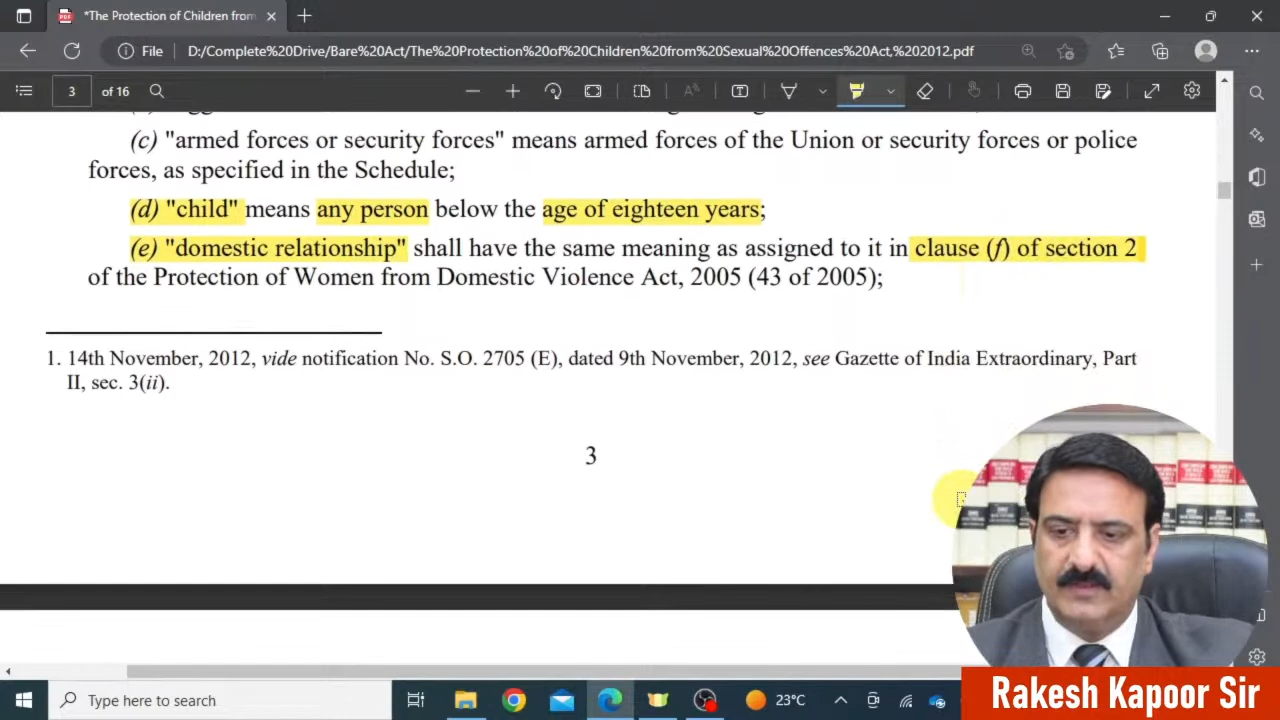 *The Protection of Children from
File
D:/Complete%20Drive/Bare%20Act/The%20Protection%20of%20Children%20from%20Sexual%20Offences%20Act,%202012.pdf
3 of 16
(c) "armed forces or security forces" means armed forces of the Union or security forces or police
forces, as specified in the Schedule;
(d) "child" means any person below the age of eighteen years;
(e) "domestic relationship" shall have the same meaning as assigned to it in clause (f) of section 2
of the Protection of Women from Domestic Violence Act, 2005 (43 of 2005);
1. 14th November, 2012, vide notification No. S.O. 2705 (E), dated 9th November, 2012, see Gazette of India Extraordinary, Part
II, sec. 3(ii).
3
Type here to search
23°C
Rakesh Kapoor Sir